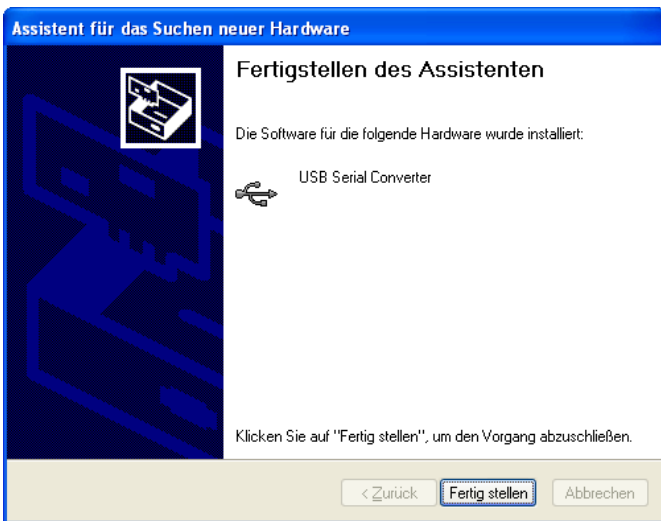 Assistent für das Suchen neuer Hardware
Fertigstellen des Assistenten
Die Software für die folgende Hardware wurde installiert:
USB Serial Converter
Klicken Sie auf "Fertig stellen", um den Vorgang abzuschließen.
< Zurück Fertig stellen Abbrechen